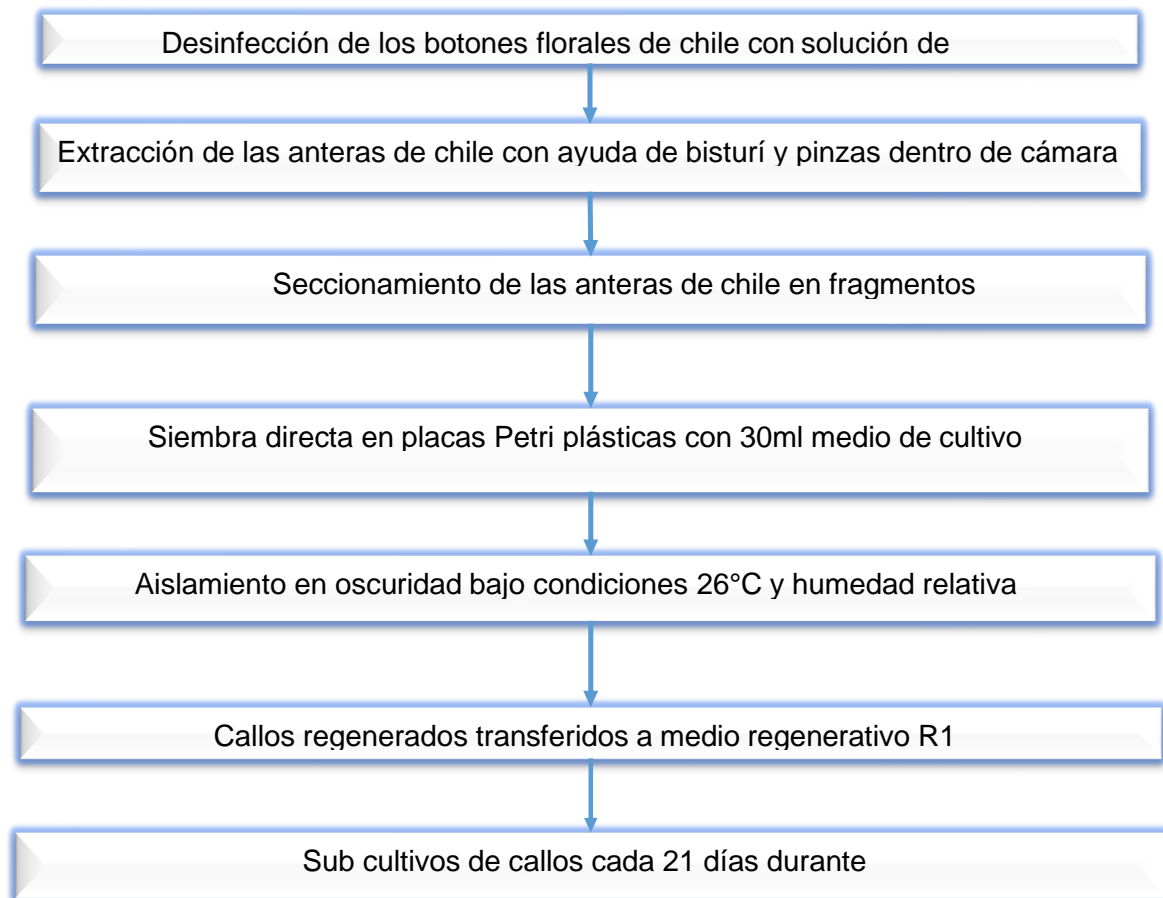 Desinfección de los botones florales de chile con solución de
Extracción de las anteras de chile con ayuda de bisturí y pinzas dentro de cámara
Seccionamiento de las anteras de chile en fragmentos
Siembra directa en placas Petri plásticas con 30ml medio de cultivo
Aislamiento en oscuridad bajo condiciones 26°C y humedad relativa
Callos regenerados transferidos a medio regenerativo R1
Sub cultivos de callos cada 21 días durante